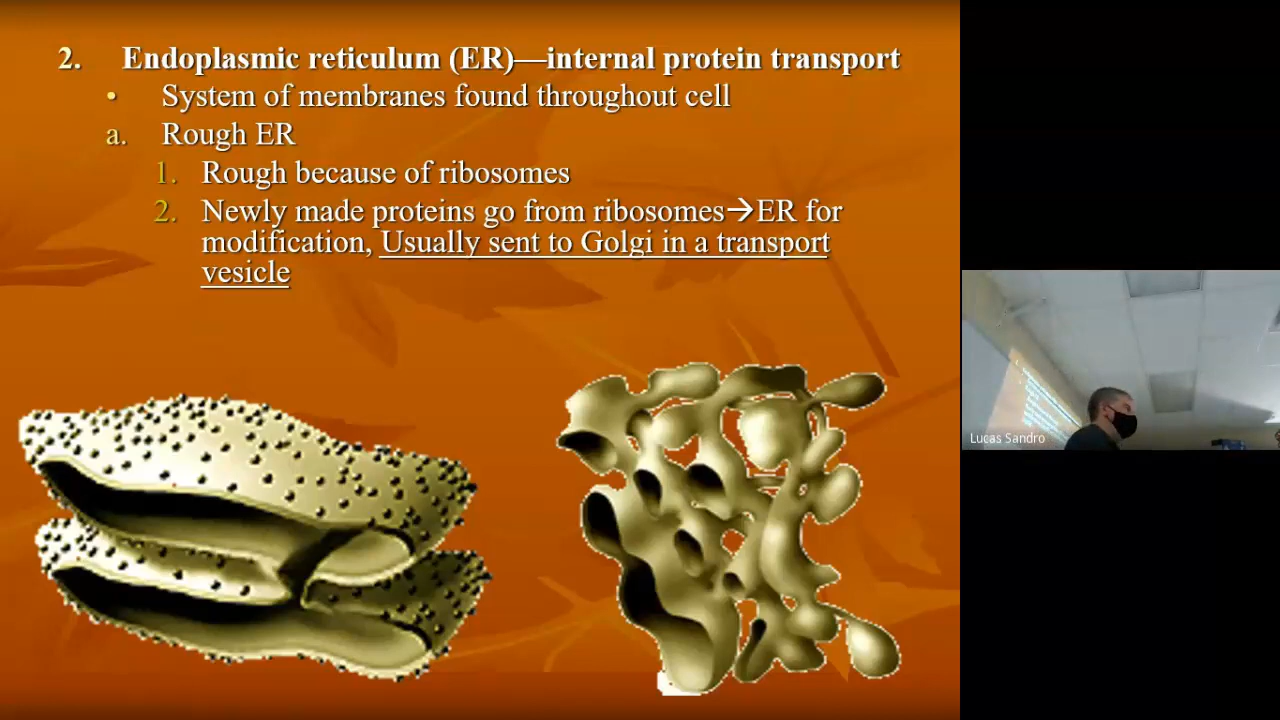 2. Endoplasmic reticulum (ER)—internal protein transport
• System of membranes found throughout cell
a. Rough ER
1. Rough because of ribosomes
2. Newly made proteins go from ribosomes→ER for
modification, Usually sent to Golgi in a transport
vesicle
Lucas Sandro